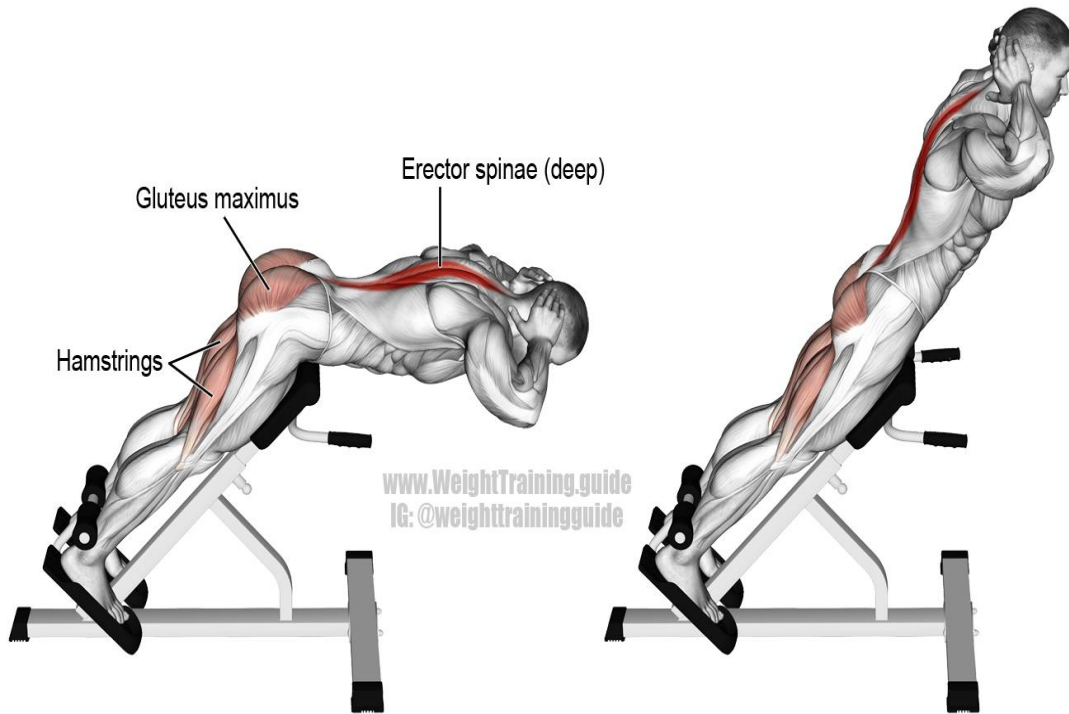 Erector spinae (deep)
Gluteus maximus
Hamstrings
www.WeightTraining.guide
IG: @weighttrainingguide